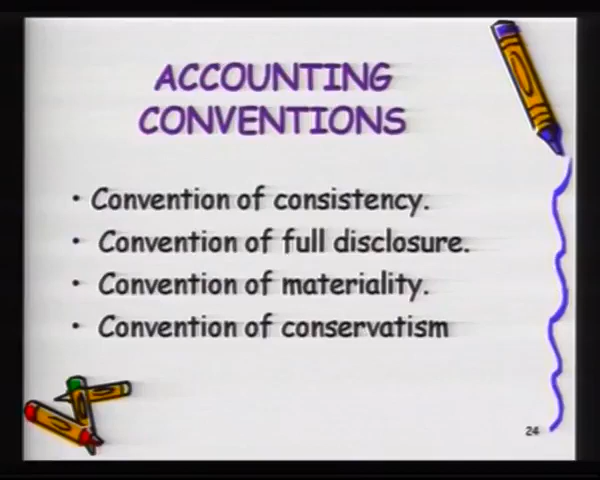 ACCOUNTING
CONVENTIONS
• Convention of consistency.
• Convention of full disclosure.
• Convention of materiality.
• Convention of conservatism
24